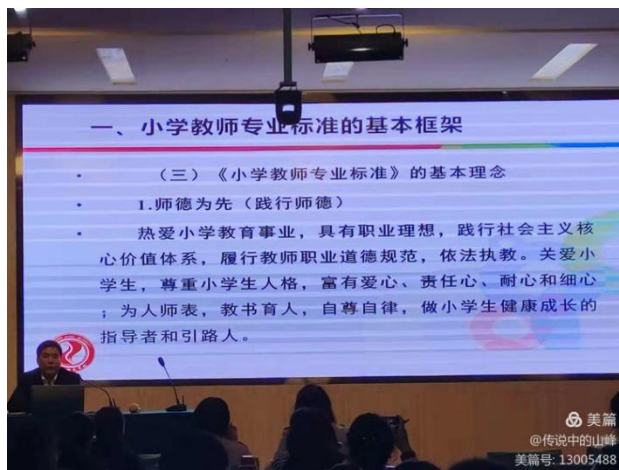 一、小学教师专业标准的基本框架
• （三）《小学教师专业标准》的基本理念
• 1.师德为先（践行师德）
• 热爱小学教育事业，具有职业理想，践行社会主义核
心价值体系，履行教师职业道德规范，依法执教。关爱小
学生，尊重小学生人格，富有爱心、责任心、耐心和细心
；为人师表，教书育人，自尊自律，做小学生健康成长的
指导者和引路人。
美篇
@传说中的山峰
美篇号: 13005488